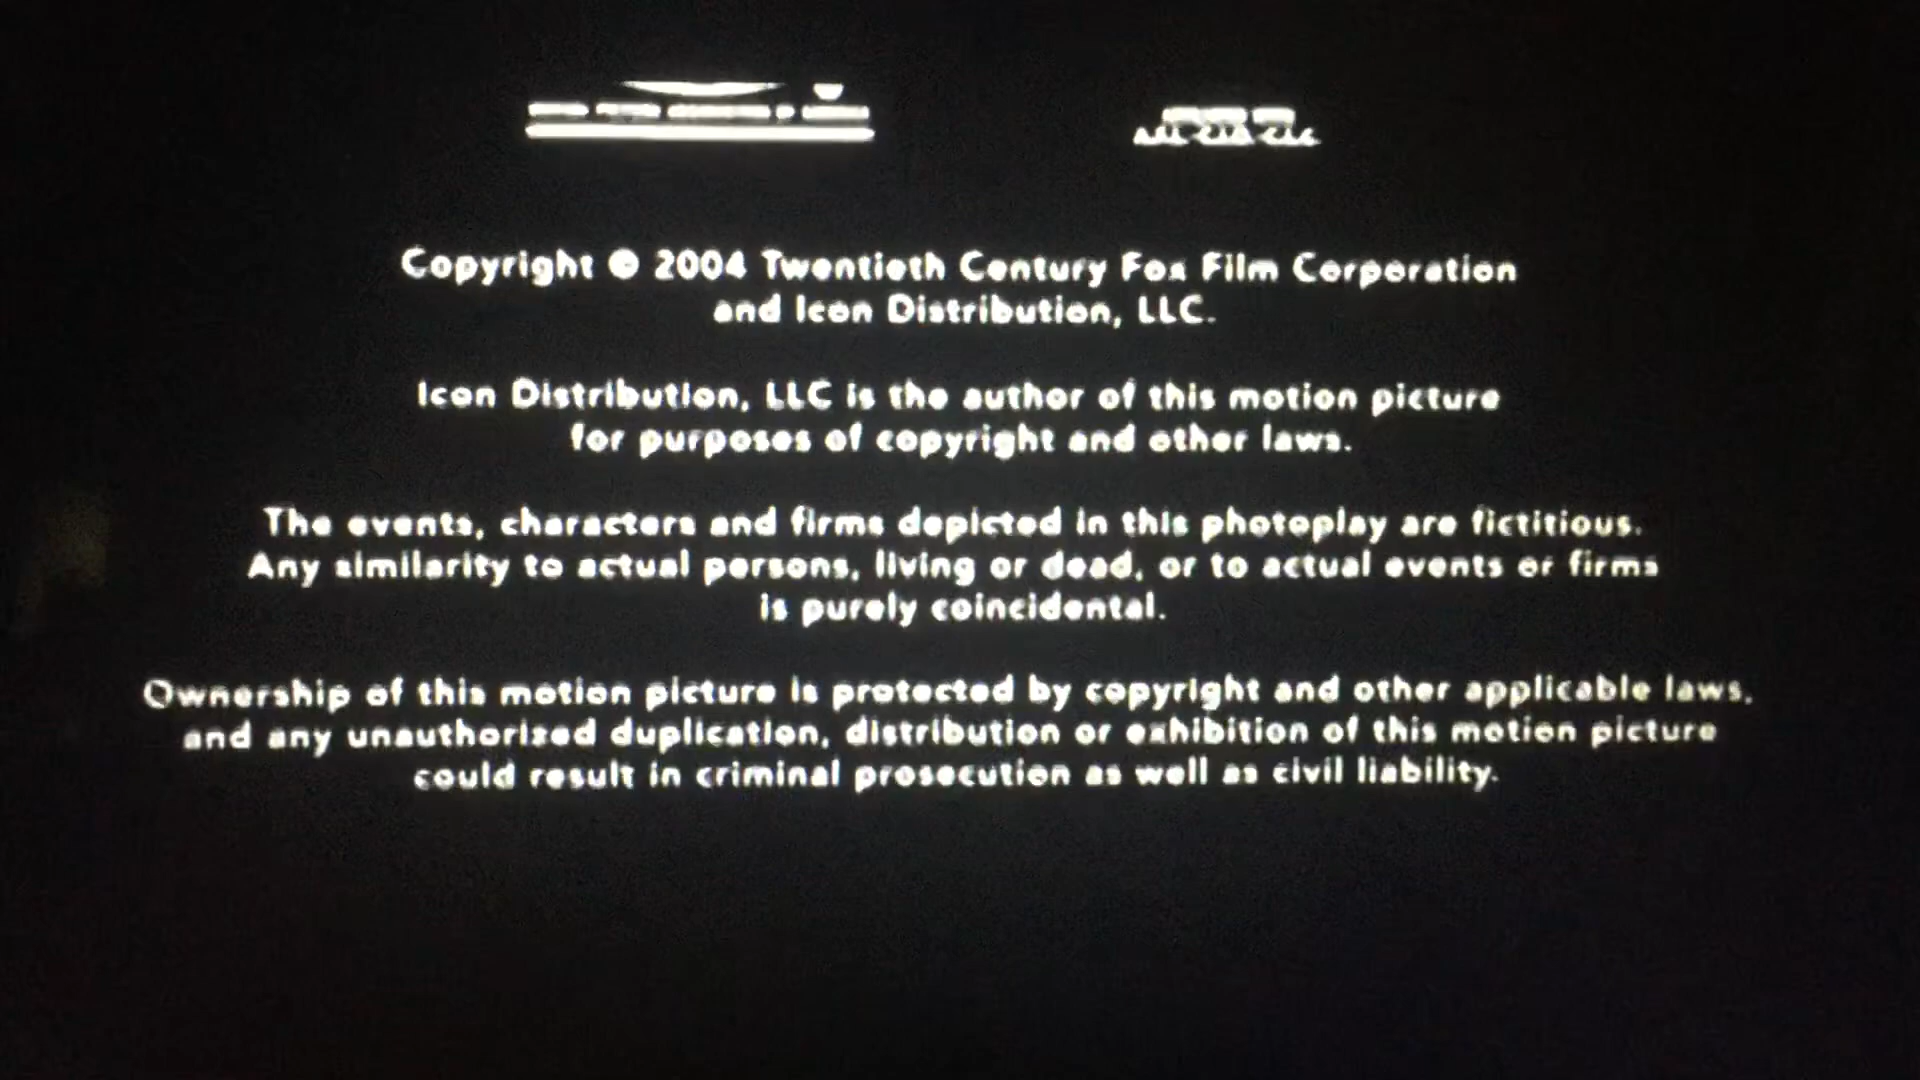 Copyright © 2004 Twentieth Century Fox Film Corporation
and Icon Distribution, LLC.
Icon Distribution, LLC is the author of this motion picture
for purposes of copyright and other laws.
The events, characters and firms depicted in this photoplay are fictitious.
Any similarity to actual persons, living or dead, or to actual events or firms
is purely coincidental.
Ownership of this motion picture is protected by copyright and other applicable laws,
and any unauthorized duplication, distribution or exhibition of this motion picture
could result in criminal prosecution as well as civil liability.